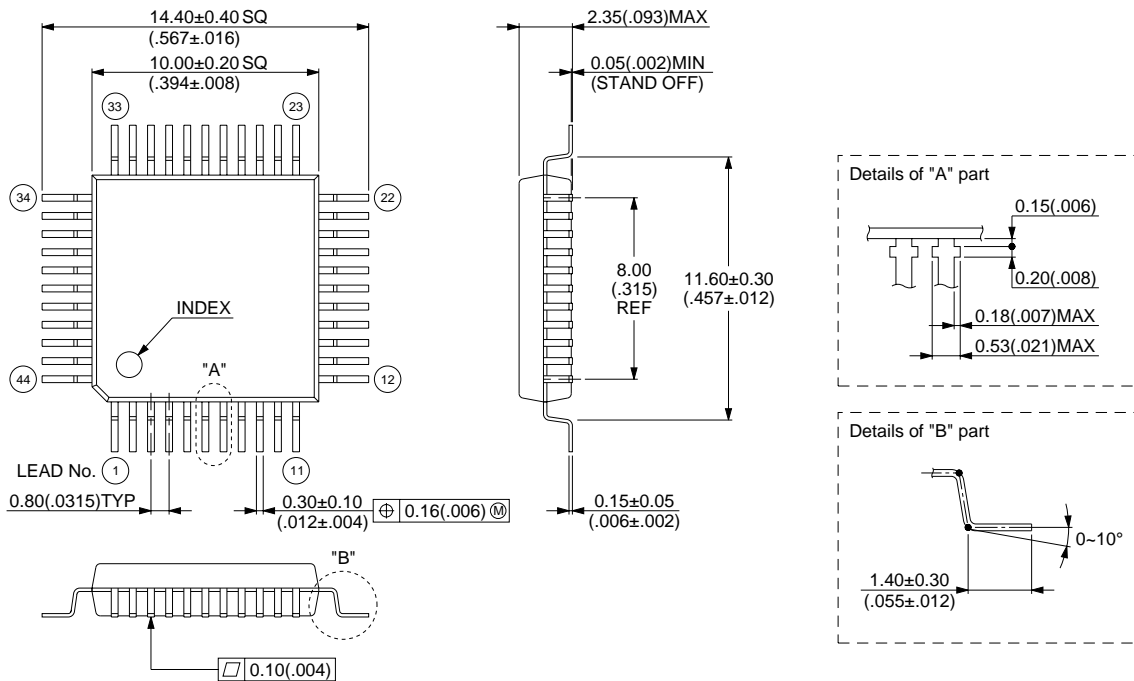 14.40±0.40 SQ
(.567±.016)
10.00±0.20 SQ
(.394±.008)
33
23
34
22
INDEX
"A"
44
12
LEAD No.
1
11
0.80(.0315)TYP
0.30±0.10
(.012±.004)
⌖ 0.16(.006) Ⓜ
"B"
▱ 0.10(.004)
2.35(.093)MAX
0.05(.002)MIN
(STAND OFF)
8.00
(.315)
REF
11.60±0.30
(.457±.012)
0.15±0.05
(.006±.002)
Details of "A" part
0.15(.006)
0.20(.008)
0.18(.007)MAX
0.53(.021)MAX
Details of "B" part
0~10°
1.40±0.30
(.055±.012)